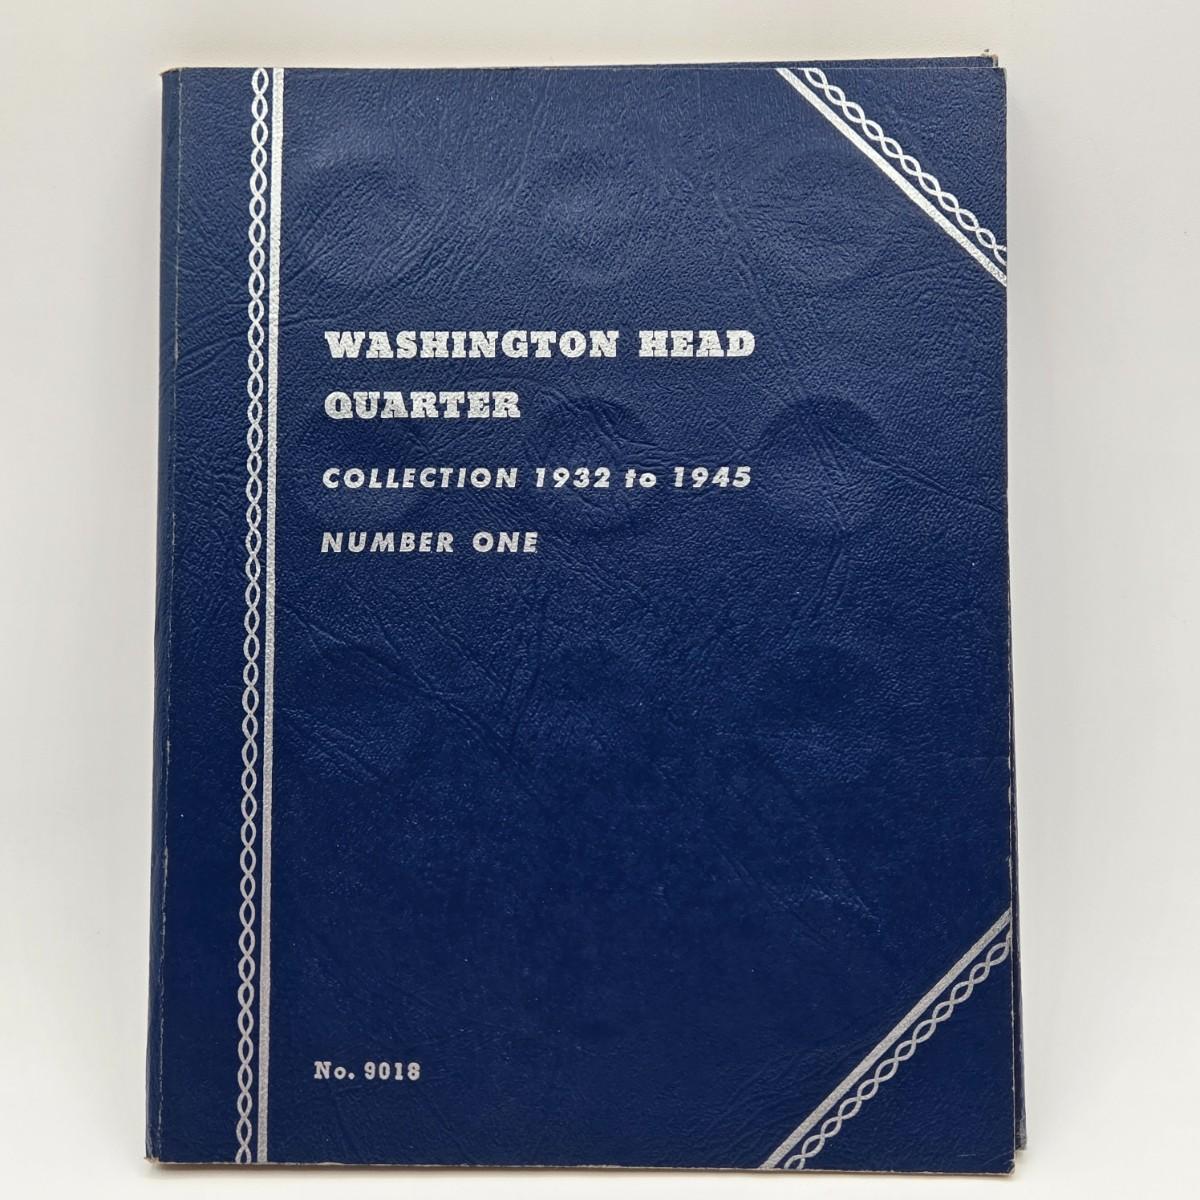 WASHINGTON HEAD
QUARTER
COLLECTION 1932 to 1945
NUMBER ONE
No. 9018